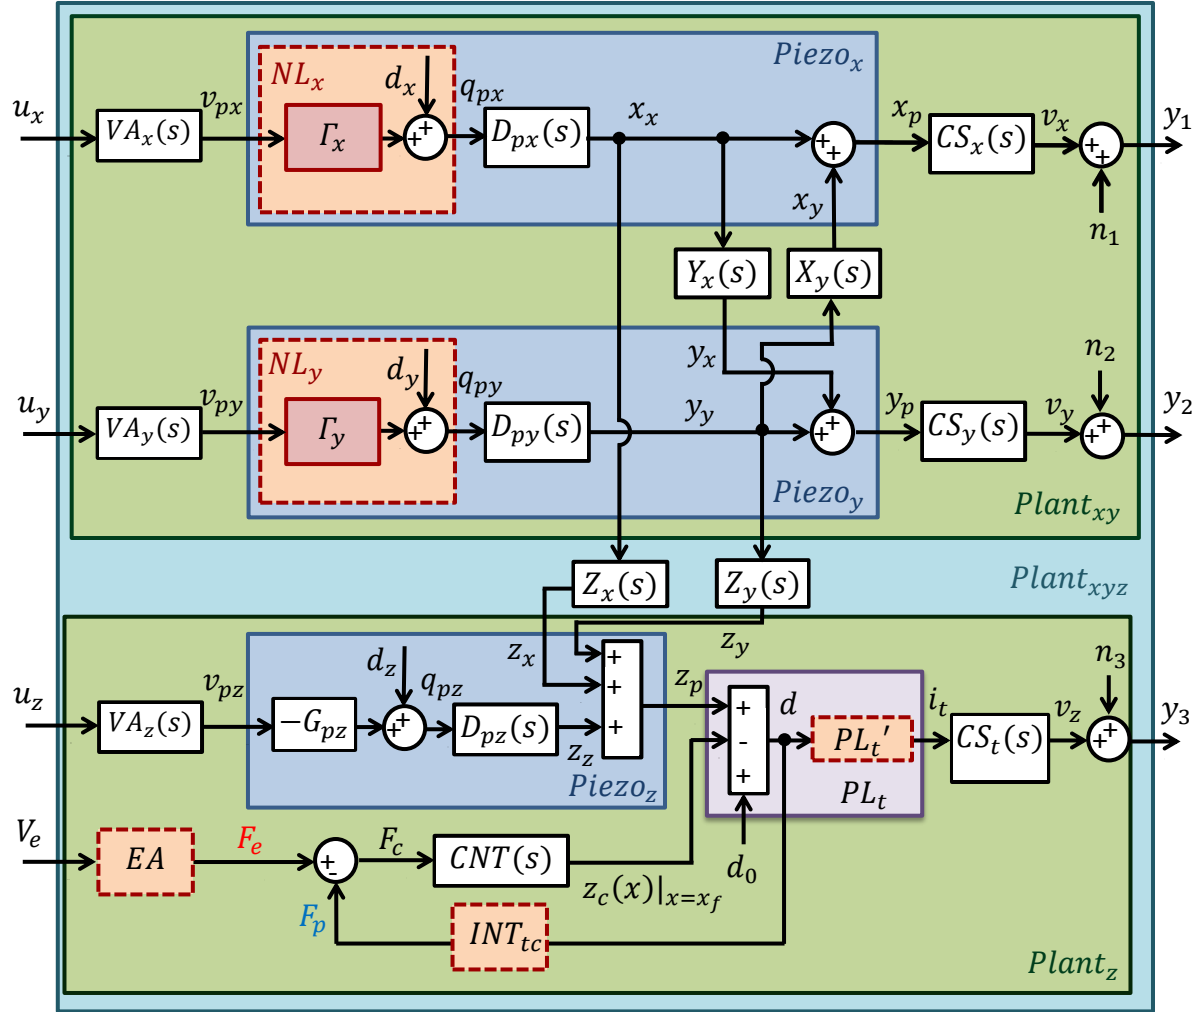 Piezo_x
NL_x
d_x
q_px
u_x
v_px
VA_x(s)
Γ_x
+
+
D_px(s)
x_x
+
+
x_p
CS_x(s)
v_x
+
+
y_1
n_1
x_y
Y_x(s)
X_y(s)
NL_y
d_y
q_py
u_y
v_py
VA_y(s)
Γ_y
+
+
D_py(s)
y_x
y_y
+
+
y_p
CS_y(s)
n_2
v_y
+
+
y_2
Piezo_y
Plant_xy
Z_x(s)
Z_y(s)
Plant_xyz
z_x
z_y
+
+
+
d_z
q_pz
u_z
v_pz
VA_z(s)
-G_pz
+
+
D_pz(s)
z_z
Piezo_z
z_p
+
-
+
d
PL_t'
PL_t
i_t
CS_t(s)
n_3
v_z
+
+
y_3
V_e
EA
F_e
+
-
F_c
CNT(s)
z_c(x)|_{x=x_f}
d_0
F_p
INT_tc
Plant_z